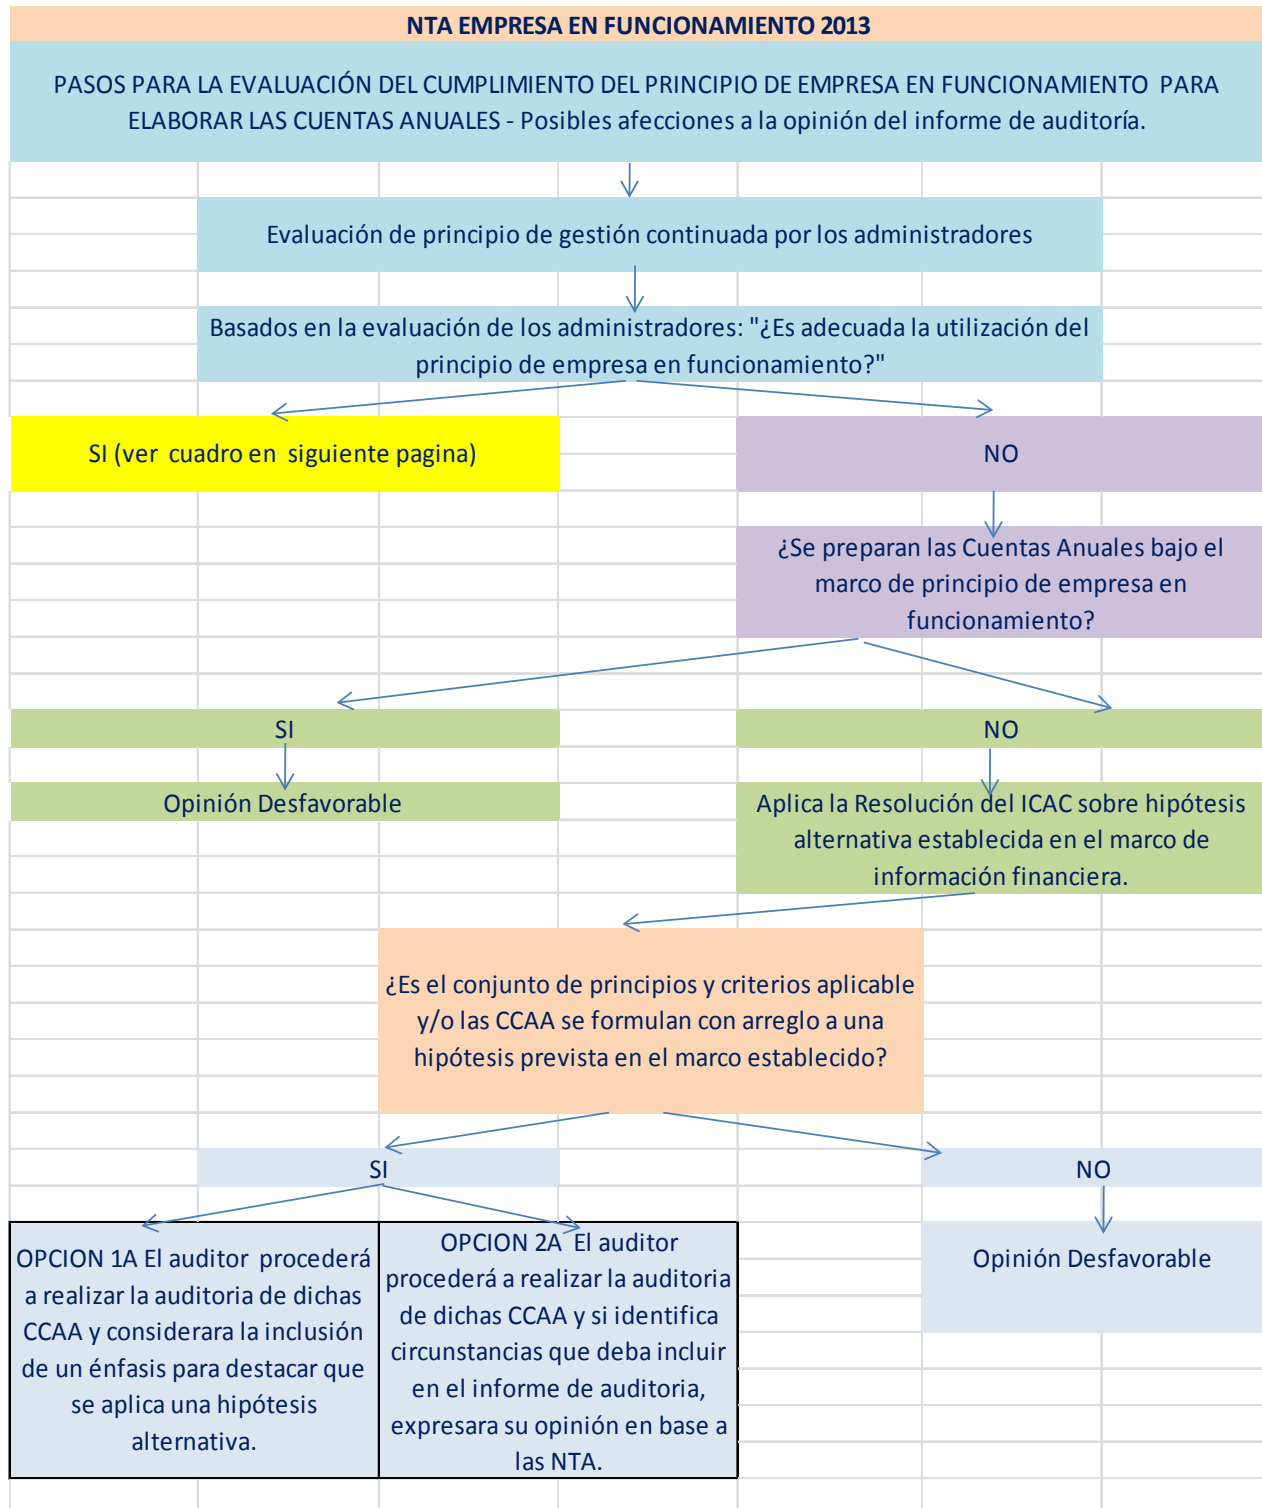 NTA EMPRESA EN FUNCIONAMIENTO 2013
PASOS PARA LA EVALUACIÓN DEL CUMPLIMIENTO DEL PRINCIPIO DE EMPRESA EN FUNCIONAMIENTO PARA
ELABORAR LAS CUENTAS ANUALES - Posibles afecciones a la opinión del informe de auditoría.
Evaluación de principio de gestión continuada por los administradores
Basados en la evaluación de los administradores: "¿Es adecuada la utilización del
principio de empresa en funcionamiento?"
SI (ver cuadro en siguiente pagina)
NO
¿Se preparan las Cuentas Anuales bajo el
marco de principio de empresa en
funcionamiento?
SI
NO
Opinión Desfavorable
Aplica la Resolución del ICAC sobre hipótesis
alternativa establecida en el marco de
información financiera.
¿Es el conjunto de principios y criterios aplicable
y/o las CCAA se formulan con arreglo a una
hipótesis prevista en el marco establecido?
SI
NO
OPCION 1A El auditor procederá
a realizar la auditoria de dichas
CCAA y considerara la inclusión
de un énfasis para destacar que
se aplica una hipótesis
alternativa.
OPCION 2A El auditor
procederá a realizar la auditoria
de dichas CCAA y si identifica
circunstancias que deba incluir
en el informe de auditoria,
expresara su opinión en base a
las NTA.
Opinión Desfavorable